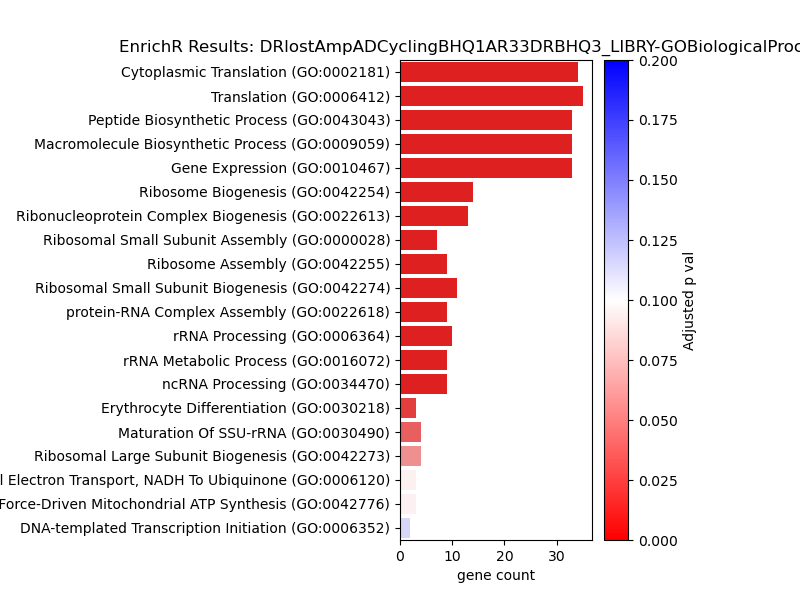 EnrichR Results: DRlostAmpADCyclingBHQ1AR33DRBHQ3_LIBRY-GOBiologicalProc
Cytoplasmic Translation (GO:0002181)
Translation (GO:0006412)
Peptide Biosynthetic Process (GO:0043043)
Macromolecule Biosynthetic Process (GO:0009059)
Gene Expression (GO:0010467)
Ribosome Biogenesis (GO:0042254)
Ribonucleoprotein Complex Biogenesis (GO:0022613)
Ribosomal Small Subunit Assembly (GO:0000028)
Ribosome Assembly (GO:0042255)
Ribosomal Small Subunit Biogenesis (GO:0042274)
protein-RNA Complex Assembly (GO:0022618)
rRNA Processing (GO:0006364)
rRNA Metabolic Process (GO:0016072)
ncRNA Processing (GO:0034470)
Erythrocyte Differentiation (GO:0030218)
Maturation Of SSU-rRNA (GO:0030490)
Ribosomal Large Subunit Biogenesis (GO:0042273)
l Electron Transport, NADH To Ubiquinone (GO:0006120)
Force-Driven Mitochondrial ATP Synthesis (GO:0042776)
DNA-templated Transcription Initiation (GO:0006352)
0 10 20 30
gene count
0.200
0.175
0.150
0.125
0.100
0.075
0.050
0.025
0.000
Adjusted p val